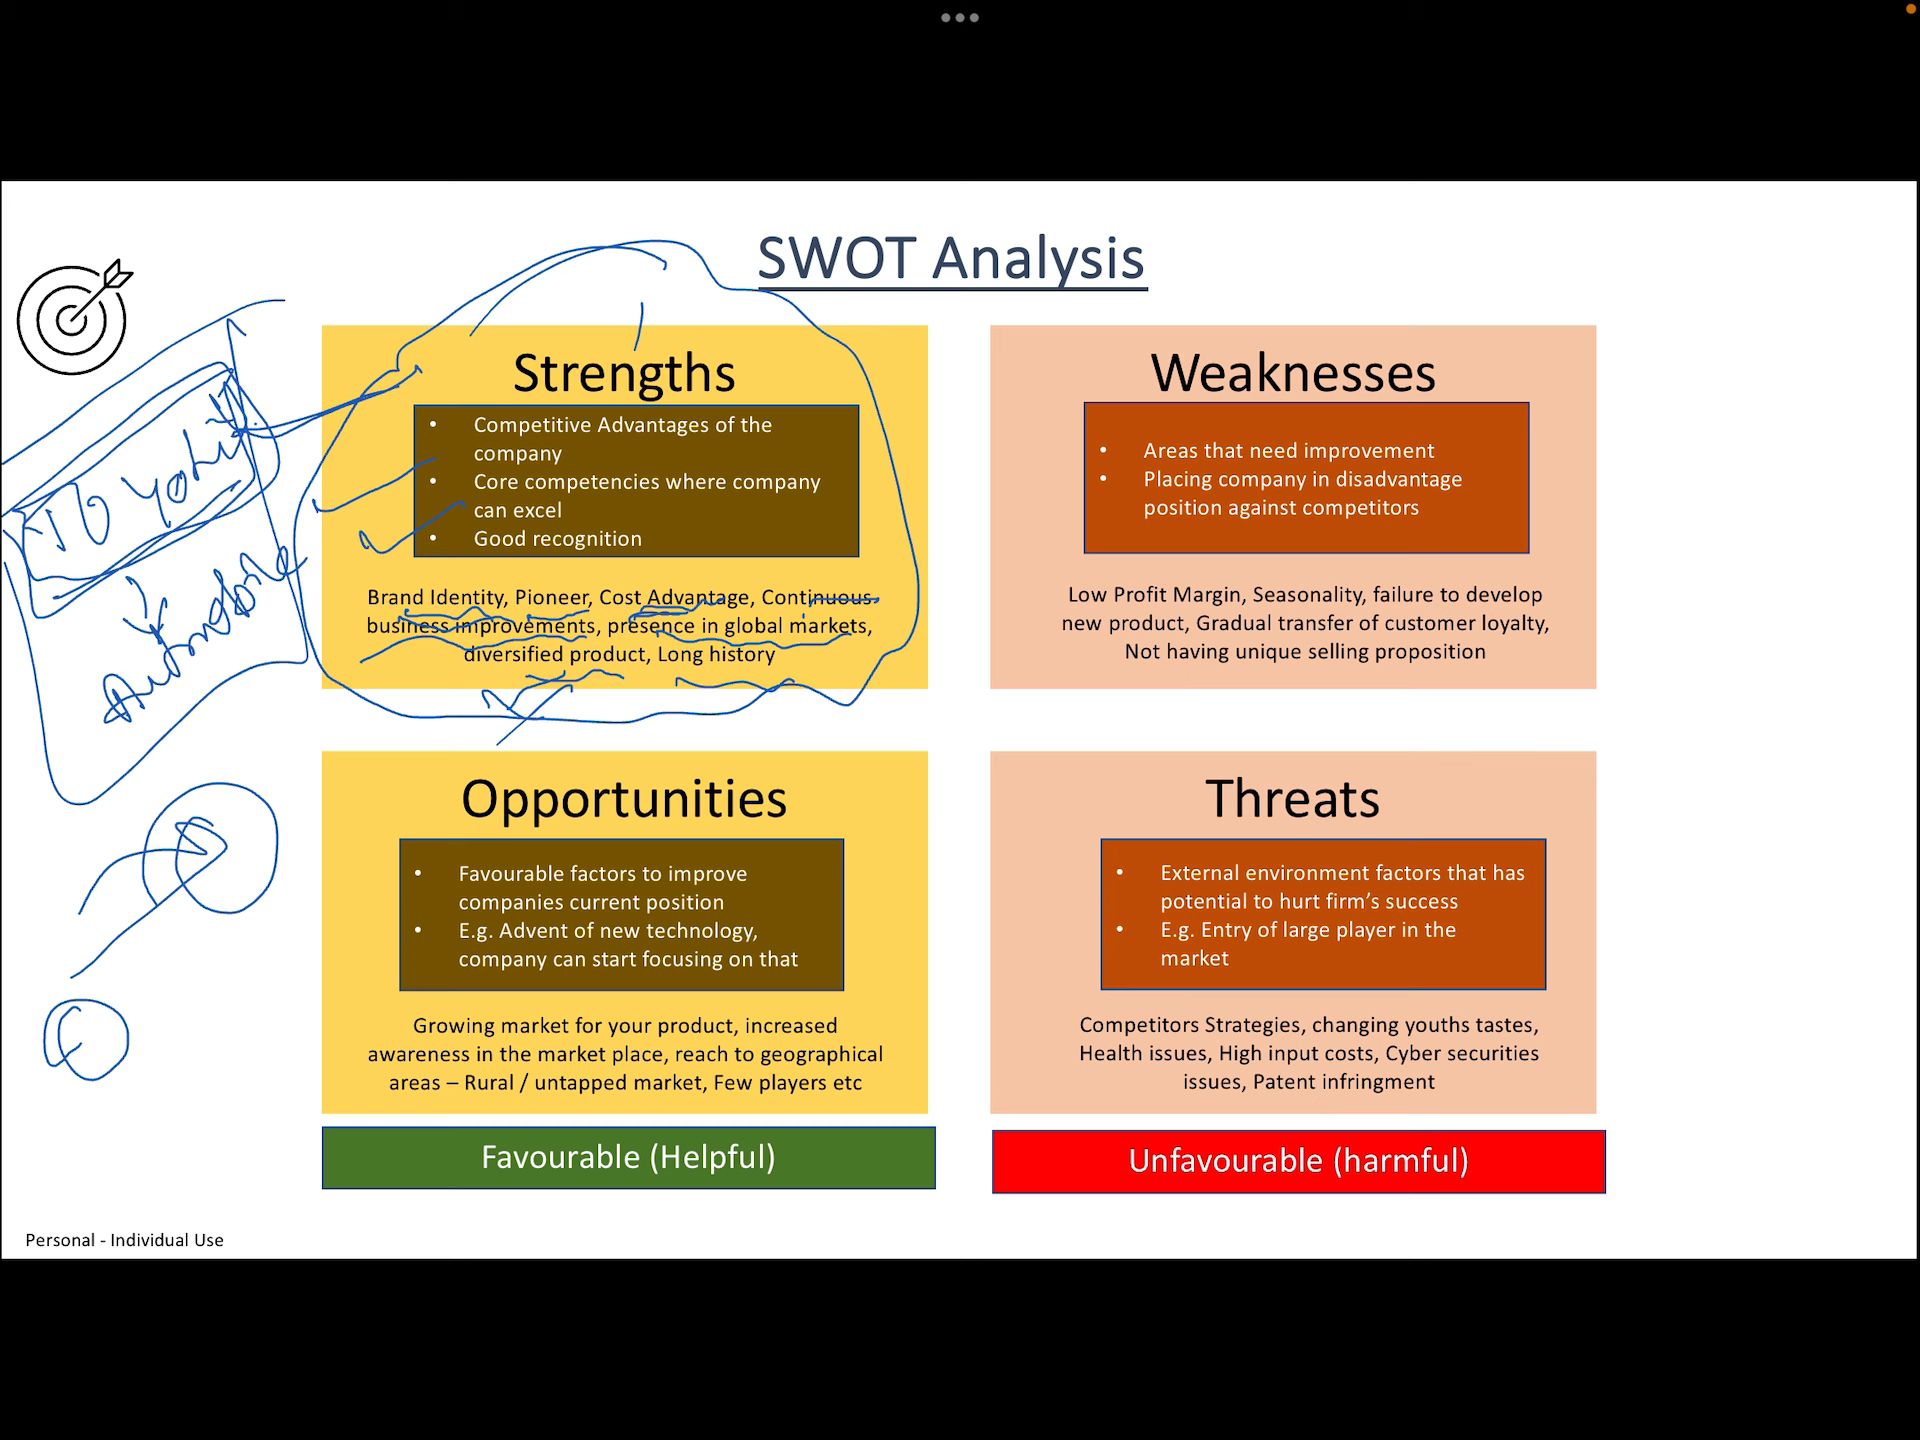 SWOT Analysis
Strengths
• Competitive Advantages of the
company
• Core competencies where company
can excel
• Good recognition
Brand Identity, Pioneer, Cost Advantage, Continuous
business improvements, presence in global markets,
diversified product, Long history
Weaknesses
• Areas that need improvement
• Placing company in disadvantage
position against competitors
Low Profit Margin, Seasonality, failure to develop
new product, Gradual transfer of customer loyalty,
Not having unique selling proposition
Automobile
Opportunities
• Favourable factors to improve
companies current position
• E.g. Advent of new technology,
company can start focusing on that
Growing market for your product, increased
awareness in the market place, reach to geographical
areas – Rural / untapped market, Few players etc
Threats
• External environment factors that has
potential to hurt firm’s success
• E.g. Entry of large player in the
market
Competitors Strategies, changing youths tastes,
Health issues, High input costs, Cyber securities
issues, Patent infringment
Favourable (Helpful)
Unfavourable (harmful)
Personal - Individual Use